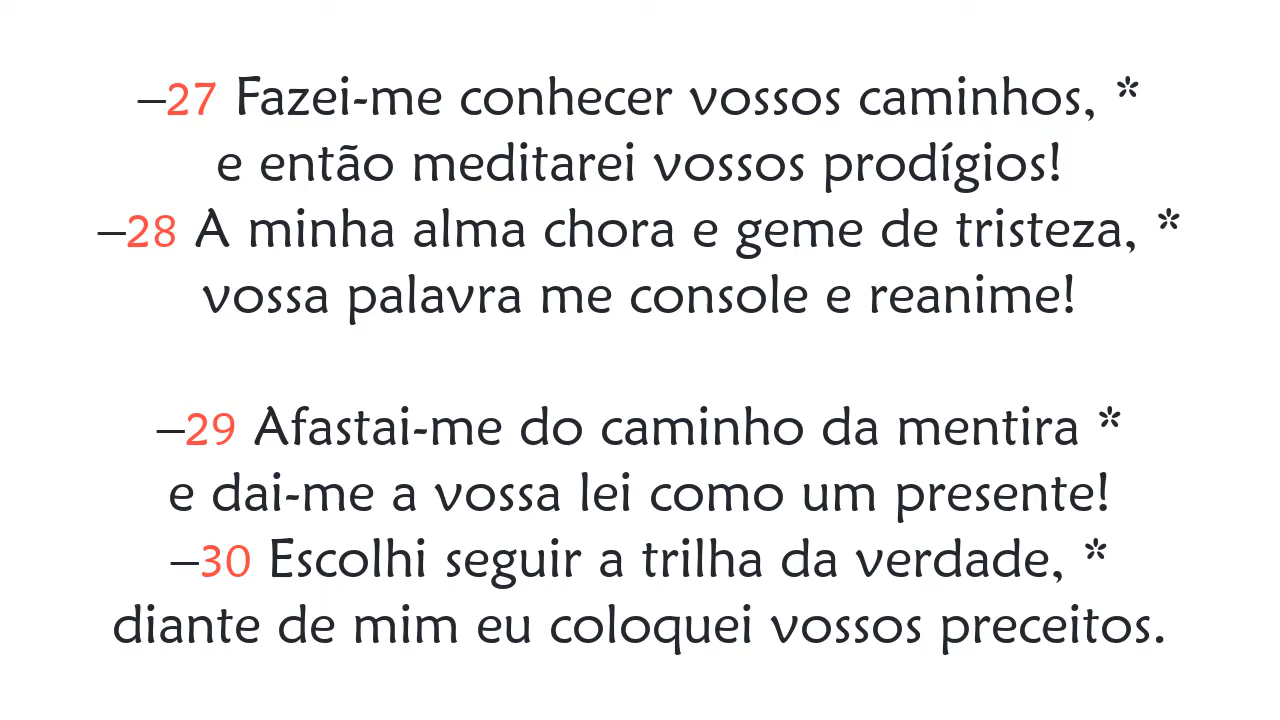 –27 Fazei-me conhecer vossos caminhos, *
e então meditarei vossos prodígios!
–28 A minha alma chora e geme de tristeza, *
vossa palavra me console e reanime!
–29 Afastai-me do caminho da mentira *
e dai-me a vossa lei como um presente!
–30 Escolhi seguir a trilha da verdade, *
diante de mim eu coloquei vossos preceitos.